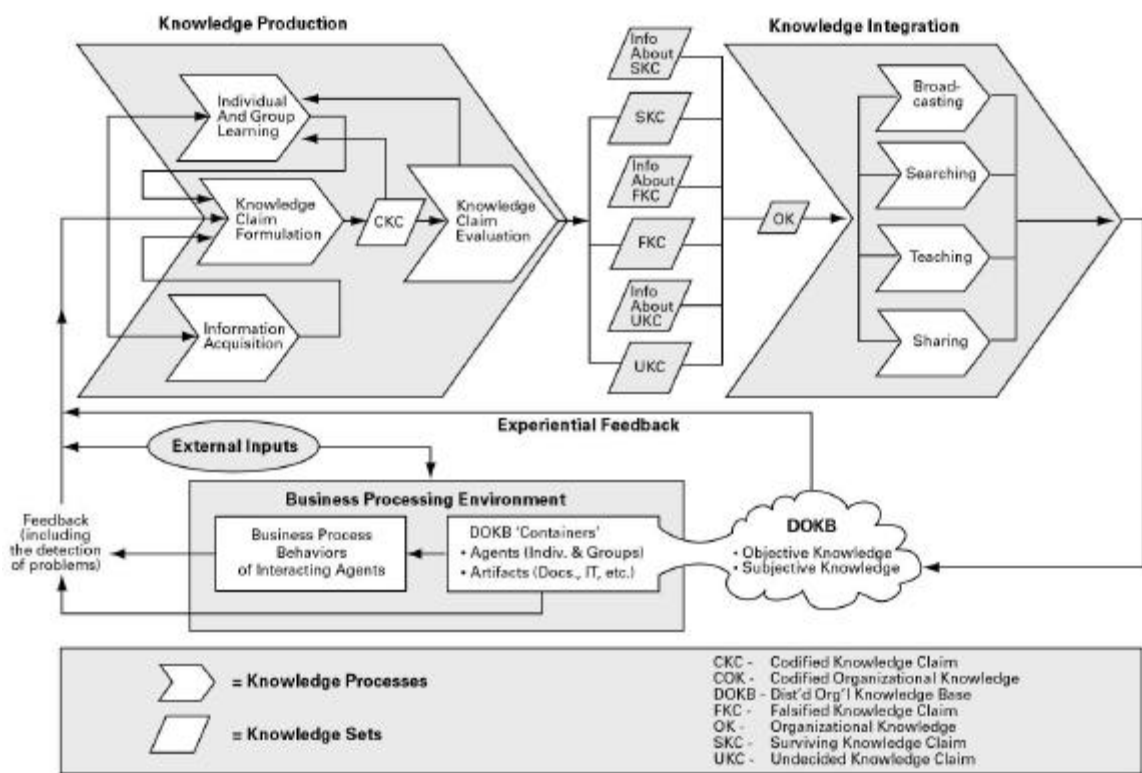 Knowledge Production
Knowledge Integration
Individual
And Group
Learning
Knowledge
Claim
Formulation
CKC
Knowledge
Claim
Evaluation
Information
Acquisition
Info
About
SKC
SKC
Info
About
FKC
FKC
Info
About
UKC
UKC
OK
Broad-
casting
Searching
Teaching
Sharing
Experiential Feedback
External Inputs
Business Processing Environment
Feedback
(including
the detection
of problems)
Business Process
Behaviors
of Interacting Agents
DOKB 'Containers'
• Agents (Indiv. & Groups)
• Artifacts (Docs., IT, etc.)
DOKB
• Objective Knowledge
• Subjective Knowledge
= Knowledge Processes
= Knowledge Sets
CKC - Codified Knowledge Claim
COK - Codified Organizational Knowledge
DOKB - Dist'd Org'l Knowledge Base
FKC - Falsified Knowledge Claim
OK - Organizational Knowledge
SKC - Surviving Knowledge Claim
UKC - Undecided Knowledge Claim